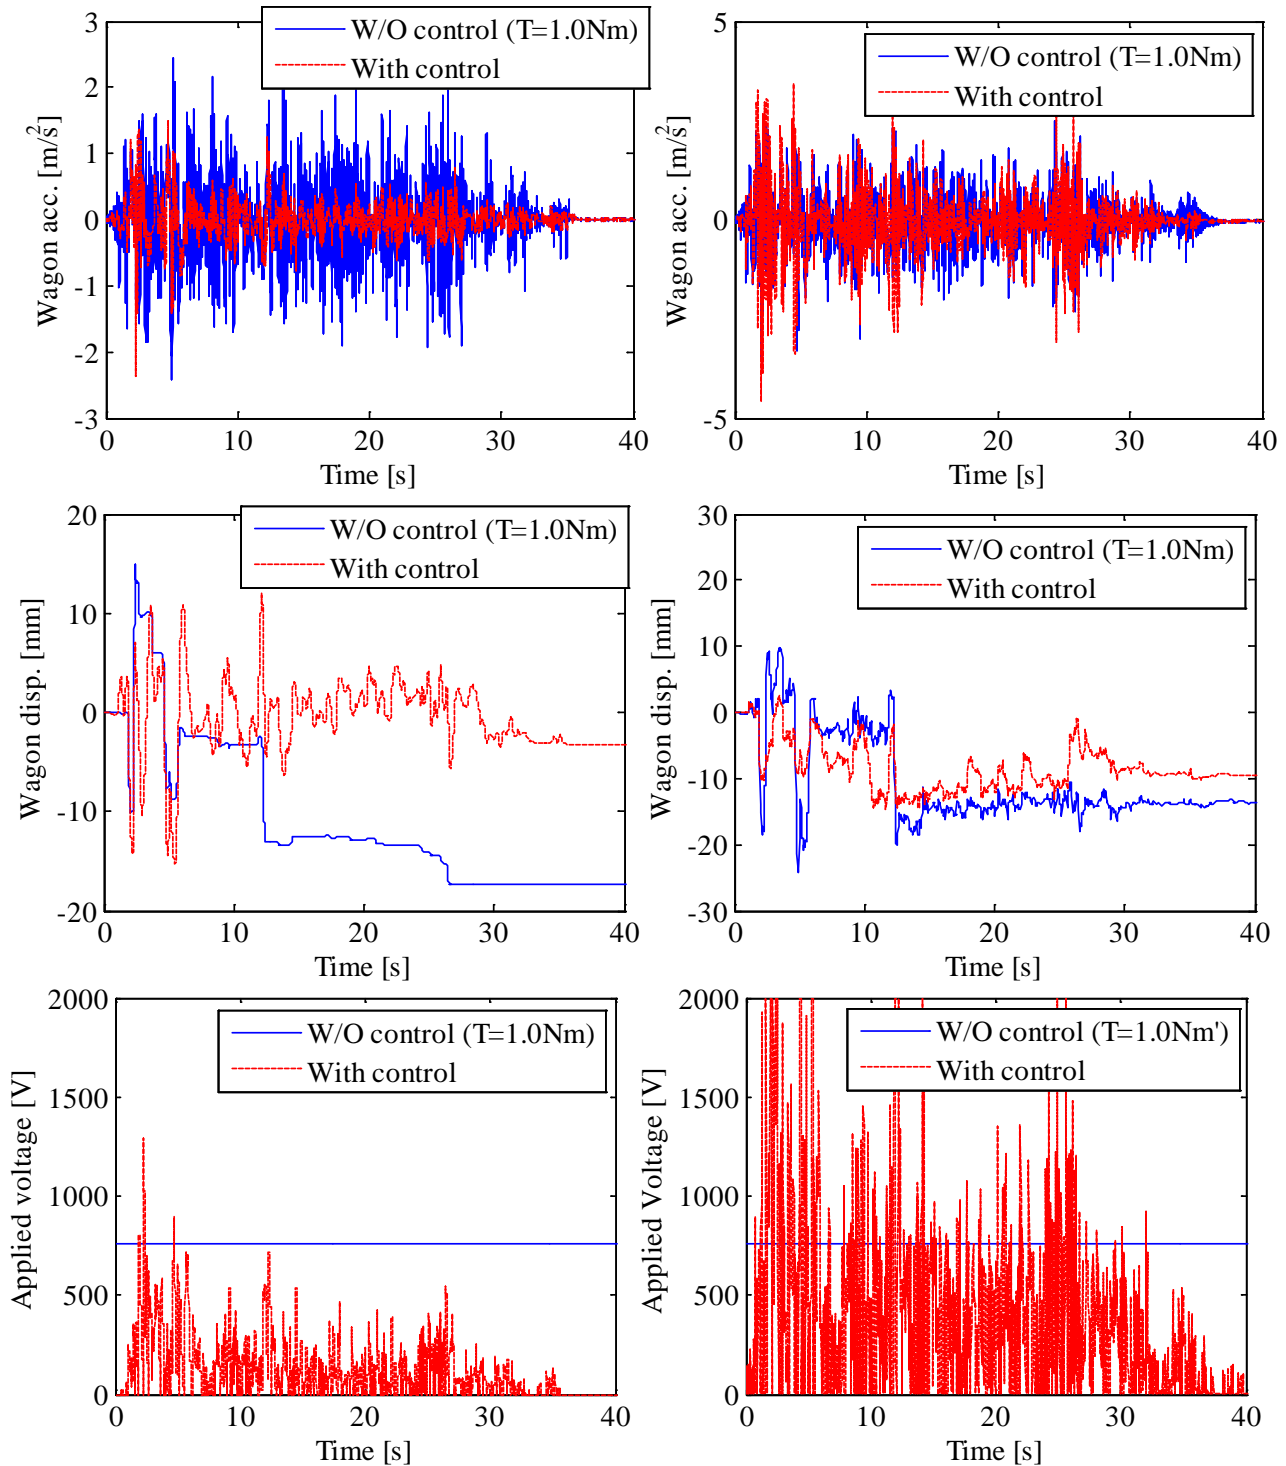 3
2
1
0
-1
-2
-3
0
10
20
30
40
Wagon acc. [m/s²]
Time [s]
W/O control (T=1.0Nm)
With control
5
0
-5
0
10
20
30
40
Wagon acc. [m/s²]
Time [s]
W/O control (T=1.0Nm)
With control
20
10
0
-10
-20
0
10
20
30
40
Wagon disp. [mm]
Time [s]
W/O control (T=1.0Nm)
With control
30
20
10
0
-10
-20
-30
0
10
20
30
40
Wagon disp. [mm]
Time [s]
W/O control (T=1.0Nm)
With control
2000
1500
1000
500
0
0
10
20
30
40
Applied voltage [V]
Time [s]
W/O control (T=1.0Nm)
With control
2000
1500
1000
500
0
0
10
20
30
40
Applied Voltage [V]
Time [s]
W/O control (T=1.0Nm')
With control